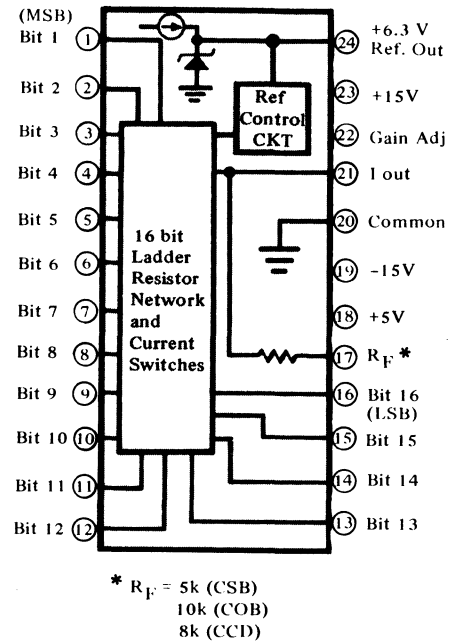 (MSB)
Bit 1 1
Bit 2 2
Bit 3 3
Bit 4 4
Bit 5 5
Bit 6 6
Bit 7 7
Bit 8 8
Bit 9 9
Bit 10 10
Bit 11 11
Bit 12 12
16 bit
Ladder
Resistor
Network
and
Current
Switches
Ref
Control
CKT
24 +6.3 V
Ref. Out
23 +15V
22 Gain Adj
21 I out
20 Common
19 -15V
18 +5V
17 RF *
16 Bit 16
(LSB)
15 Bit 15
14 Bit 14
13 Bit 13
* RF = 5k (CSB)
10k (COB)
8k (CCD)